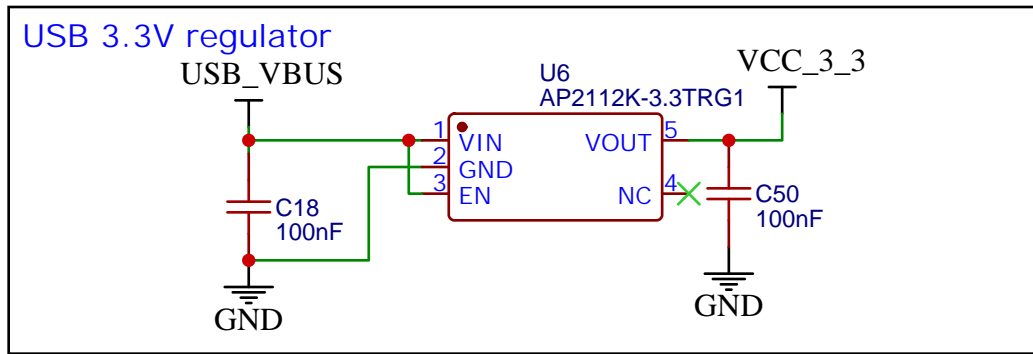 USB 3.3V regulator
USB_VBUS
VCC_3_3
U6
AP2112K-3.3TRG1
1 VIN VOUT 5
2 GND
3 EN NC 4
C18
100nF
C50
100nF
GND
GND